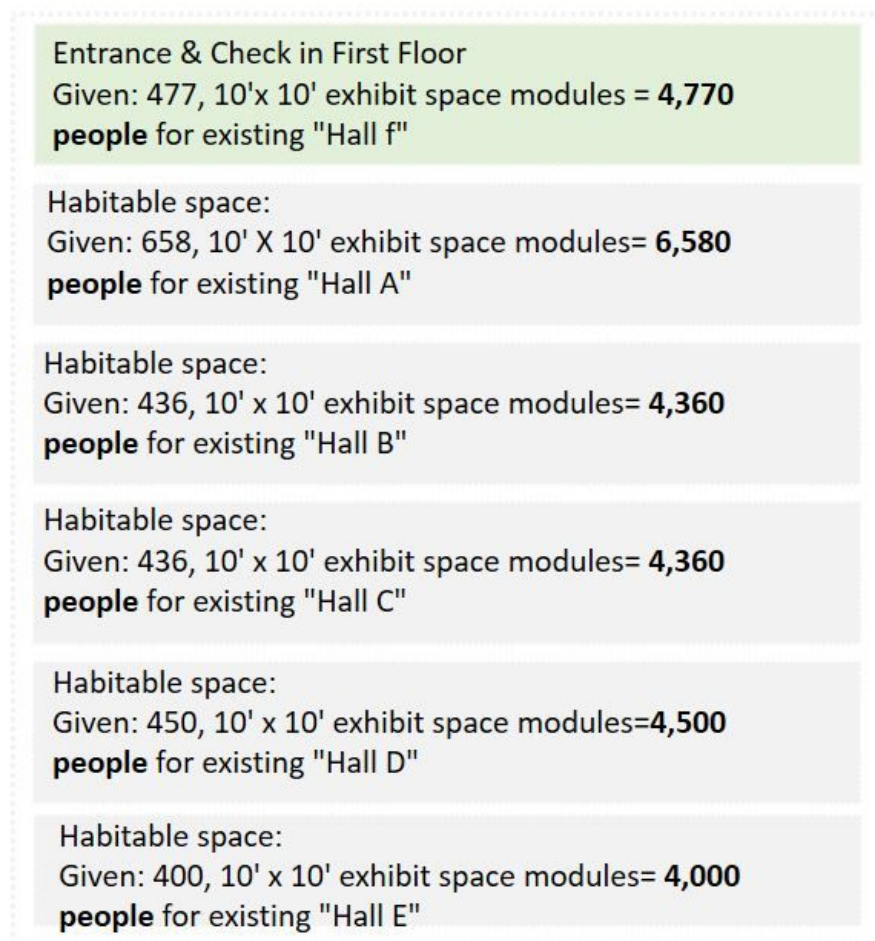 Entrance & Check in First Floor
Given: 477, 10'x 10' exhibit space modules = 4,770
people for existing "Hall f"
Habitable space:
Given: 658, 10' X 10' exhibit space modules= 6,580
people for existing "Hall A"
Habitable space:
Given: 436, 10' x 10' exhibit space modules= 4,360
people for existing "Hall B"
Habitable space:
Given: 436, 10' x 10' exhibit space modules= 4,360
people for existing "Hall C"
Habitable space:
Given: 450, 10' x 10' exhibit space modules=4,500
people for existing "Hall D"
Habitable space:
Given: 400, 10' x 10' exhibit space modules= 4,000
people for existing "Hall E"